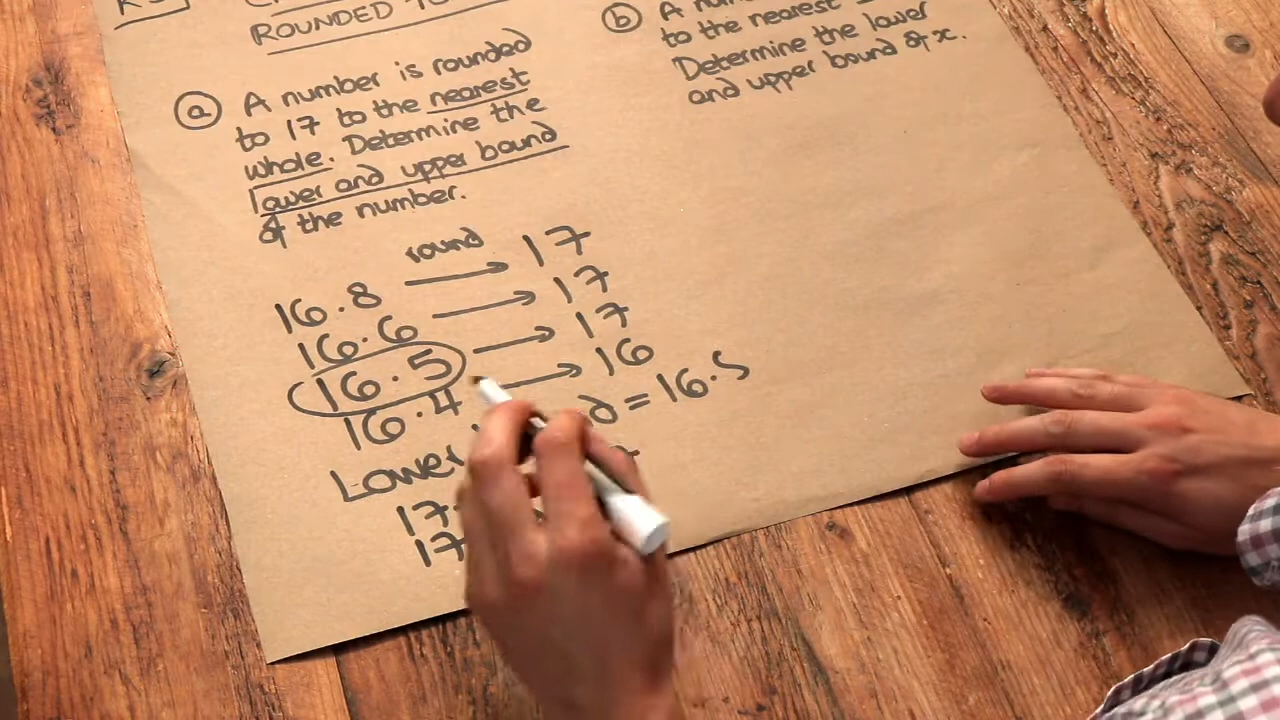 ROUNDED
ⓐ A number is rounded
to 17 to the nearest
whole. Determine the
lower and upper bound
of the number.
round
16.8 → 17
16.6 → 17
16.5 → 17
16.4 → 16
Lower = 16.5
17.
17
ⓑ A
to the nearest
Determine the lower
and upper bound of x.